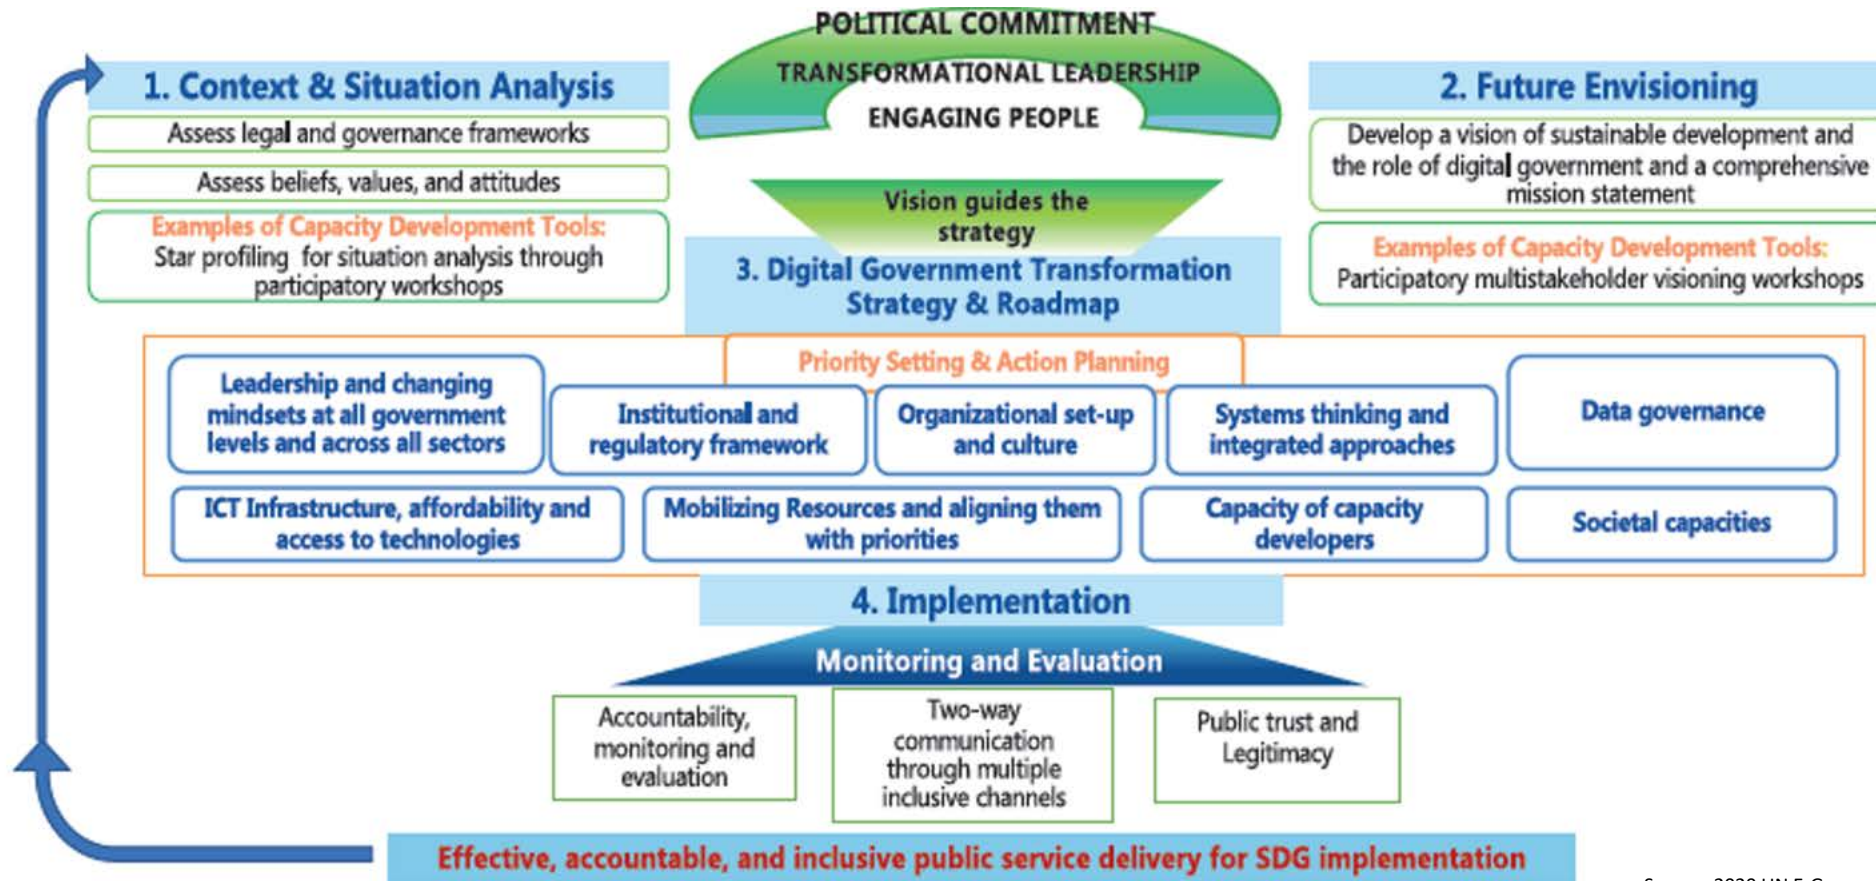 POLITICAL COMMITMENT
TRANSFORMATIONAL LEADERSHIP
ENGAGING PEOPLE
1. Context & Situation Analysis
Assess legal and governance frameworks
Assess beliefs, values, and attitudes
Examples of Capacity Development Tools:
Star profiling for situation analysis through
participatory workshops
2. Future Envisioning
Develop a vision of sustainable development and
the role of digital government and a comprehensive
mission statement
Examples of Capacity Development Tools:
Participatory multistakeholder visioning workshops
Vision guides the
strategy
3. Digital Government Transformation
Strategy & Roadmap
Priority Setting & Action Planning
Leadership and changing
mindsets at all government
levels and across all sectors
Institutional and
regulatory framework
Organizational set-up
and culture
Systems thinking and
integrated approaches
Data governance
ICT Infrastructure, affordability and
access to technologies
Mobilizing Resources and aligning them
with priorities
Capacity of capacity
developers
Societal capacities
4. Implementation
Monitoring and Evaluation
Accountability,
monitoring and
evaluation
Two-way
communication
through multiple
inclusive channels
Public trust and
Legitimacy
Effective, accountable, and inclusive public service delivery for SDG implementation